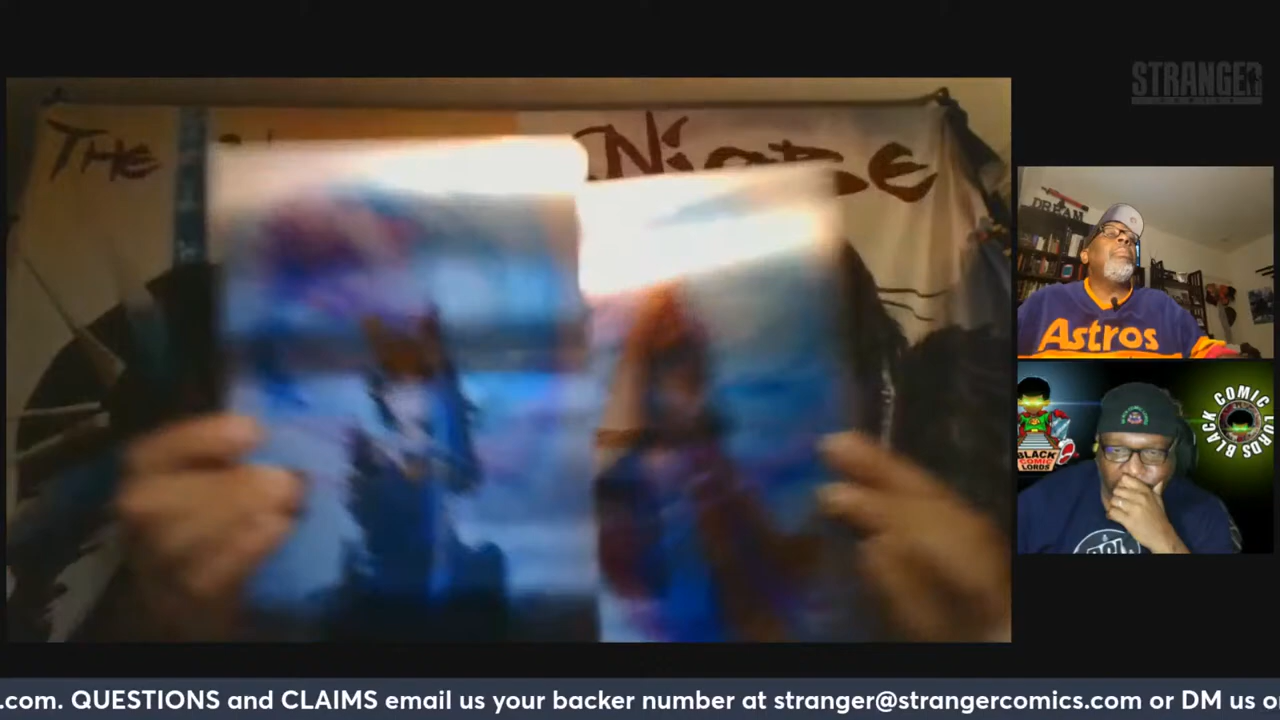 STRANGER
COMICS
THE
NiOBE
DREAM
Astros
BLACK
COMIC
LORDS
BLACK COMIC LORDS
.com. QUESTIONS and CLAIMS email us your backer number at stranger@strangercomics.com or DM us o